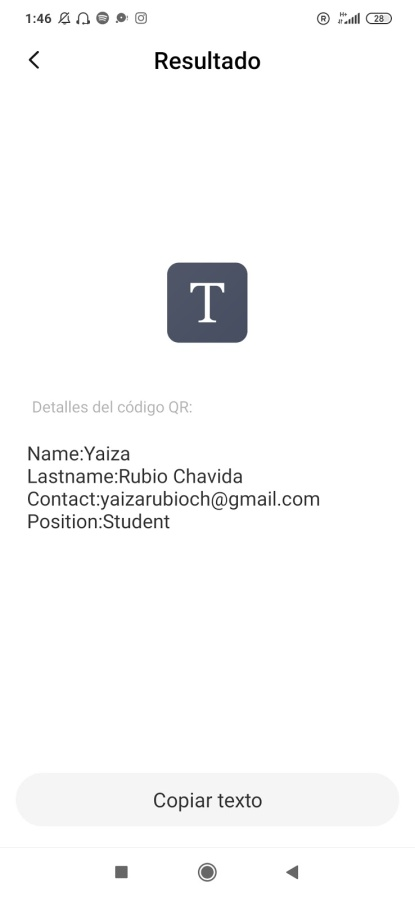 1:46
R H+ 28
Resultado
T
Detalles del código QR:
Name:Yaiza
Lastname:Rubio Chavida
Contact:yaizarubioch@gmail.com
Position:Student
Copiar texto